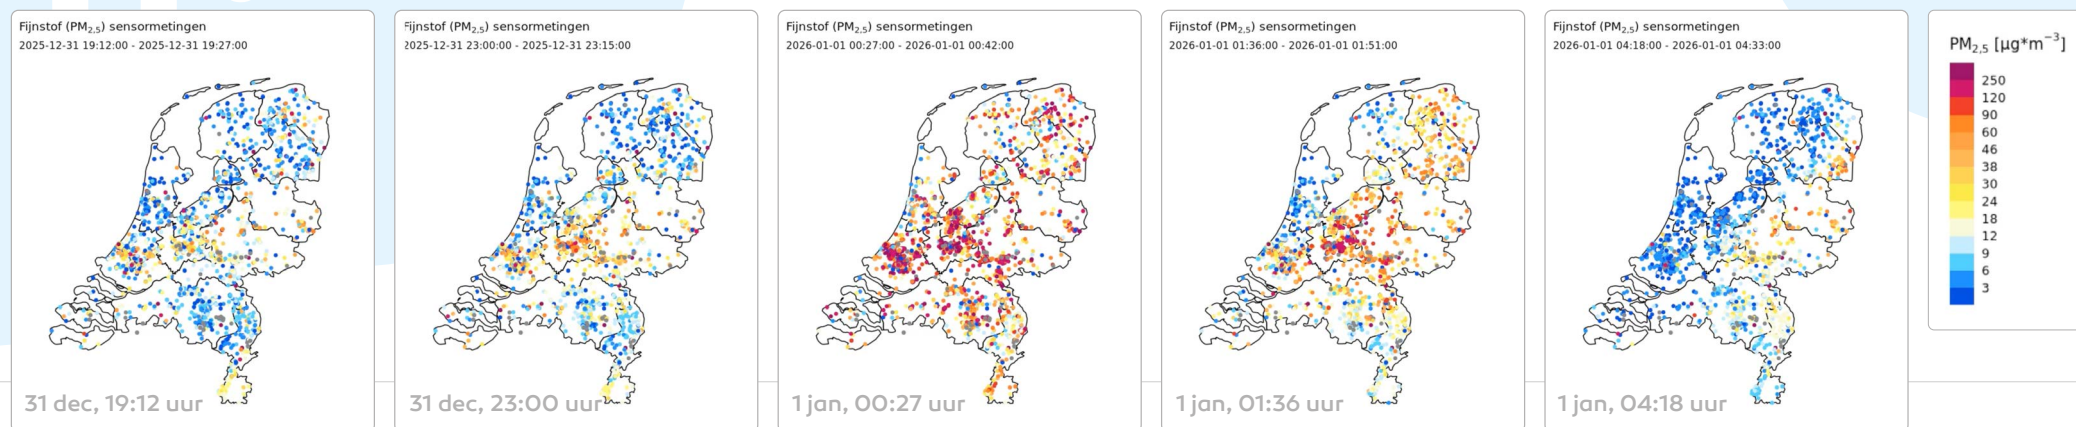 Fijnstof (PM2,5) sensormetingen
2025-12-31 19:12:00 - 2025-12-31 19:27:00
31 dec, 19:12 uur
Fijnstof (PM2,5) sensormetingen
2025-12-31 23:00:00 - 2025-12-31 23:15:00
31 dec, 23:00 uur
Fijnstof (PM2,5) sensormetingen
2026-01-01 00:27:00 - 2026-01-01 00:42:00
1 jan, 00:27 uur
Fijnstof (PM2,5) sensormetingen
2026-01-01 01:36:00 - 2026-01-01 01:51:00
1 jan, 01:36 uur
Fijnstof (PM2,5) sensormetingen
2026-01-01 04:18:00 - 2026-01-01 04:33:00
1 jan, 04:18 uur
PM2,5 [µg*m−3]
250
120
90
60
46
38
30
24
18
12
9
6
3